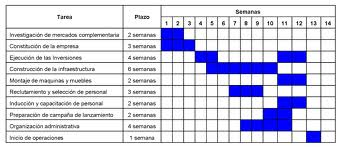 Tarea Plazo Semanas
1 2 3 4 5 6 7 8 9 10 11 12 13 14
Investigación de mercados complementaria 2 semanas
Constitución de la empresa 3 semanas
Ejecución de las Inversiones 4 semanas
Construcción de la infraestructura 6 semanas
Montaje de maquinas y muebles 2 semanas
Reclutamiento y selección de personal 3 semanas
Inducción y capacitación de personal 2 semanas
Preparación de campaña de lanzamiento 2 semanas
Organización administrativa 4 semanas
Inicio de operaciones 1 semana